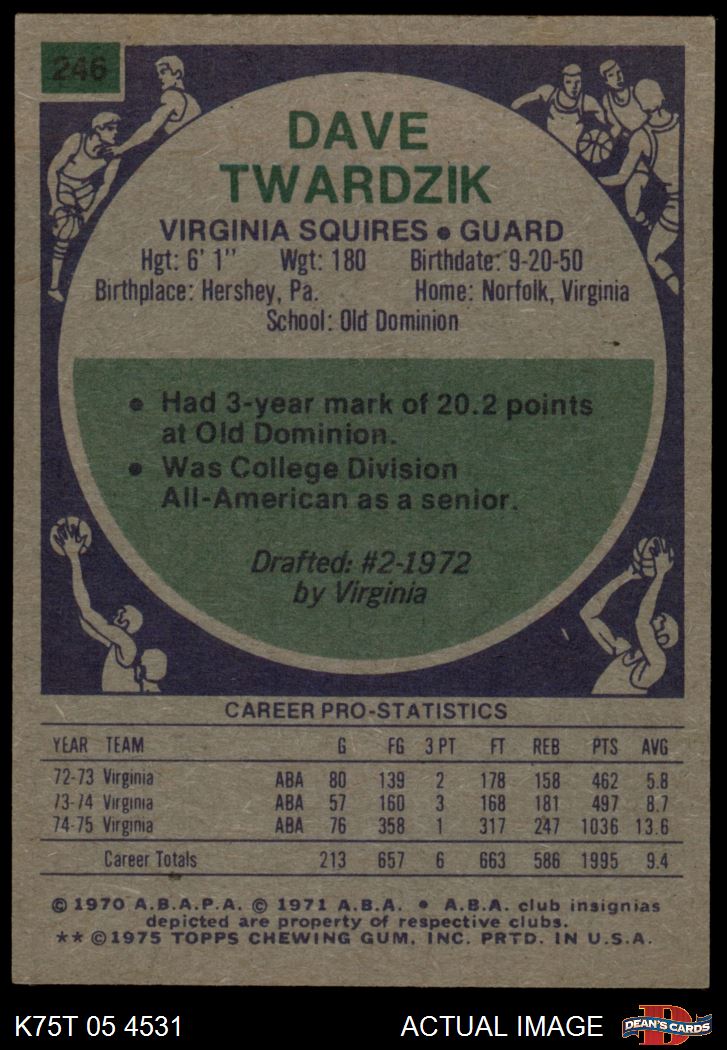 246
DAVE
TWARDZIK
VIRGINIA SQUIRES • GUARD
Hgt: 6' 1" Wgt: 180 Birthdate: 9-20-50
Birthplace: Hershey, Pa. Home: Norfolk, Virginia
School: Old Dominion
• Had 3-year mark of 20.2 points
at Old Dominion.
• Was College Division
All-American as a senior.
Drafted: #2-1972
by Virginia
CAREER PRO-STATISTICS
YEAR TEAM G FG 3 PT FT REB PTS AVG
72-73 Virginia ABA 80 139 2 178 158 462 5.8
73-74 Virginia ABA 57 160 3 168 181 497 8.7
74-75 Virginia ABA 76 358 1 317 247 1036 13.6
Career Totals 213 657 6 663 586 1995 9.4
© 1970 A.B.A.P.A. © 1971 A.B.A. • A.B.A. club insignias
depicted are property of respective clubs.
** © 1975 TOPPS CHEWING GUM, INC. PRTD. IN U.S.A.
K75T 05 4531 ACTUAL IMAGE D DEAN'S CARDS